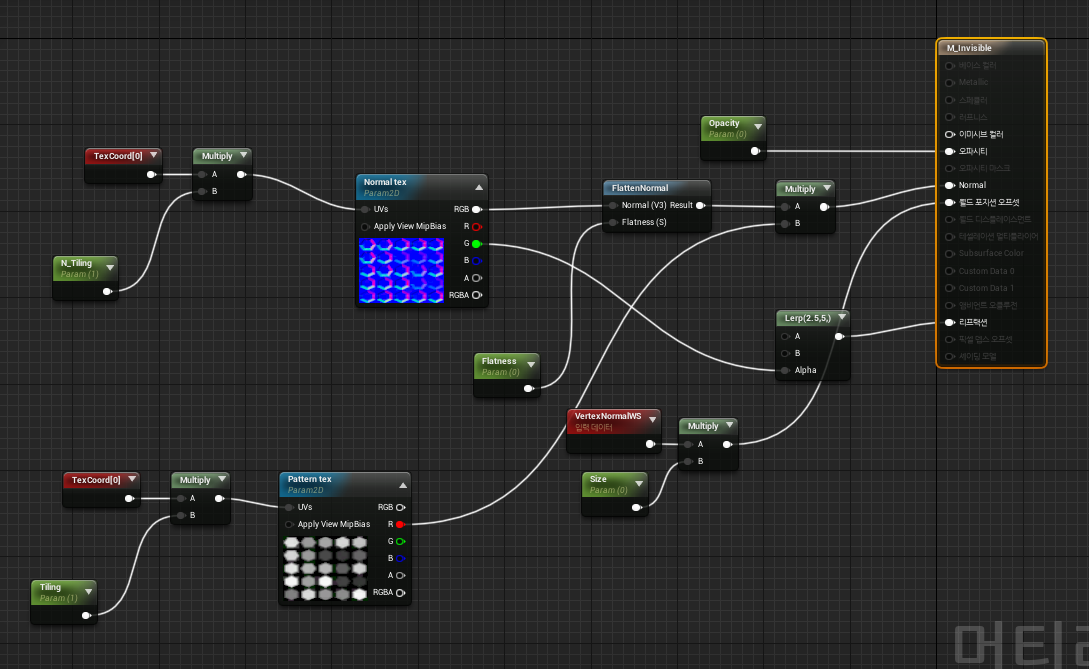 M_Invisible
베이스 컬러
Metallic
스페큘러
러프니스
이미시브 컬러
오파시티
오파시티 마스크
Normal
월드 포지션 오프셋
월드 디스플레이스먼트
테셀레이션 멀티플라이어
Subsurface Color
Custom Data 0
Custom Data 1
앰비언트 오클루전
리프랙션
픽셀 뎁스 오프셋
셰이딩 모델
Opacity
Param (0)
TexCoord[0]
Multiply
A
B
N_Tiling
Param (1)
Normal tex
Param2D
UVs
RGB
Apply View MipBias
R
G
B
A
RGBA
FlattenNormal
Normal (V3) Result
Flatness (S)
Multiply
A
B
Flatness
Param (0)
Lerp(2.5,5,)
A
B
Alpha
VertexNormalWS
입력 데이터
Multiply
A
B
Size
Param (0)
TexCoord[0]
Multiply
A
B
Tiling
Param (1)
Pattern tex
Param2D
UVs
RGB
Apply View MipBias
R
G
B
A
RGBA